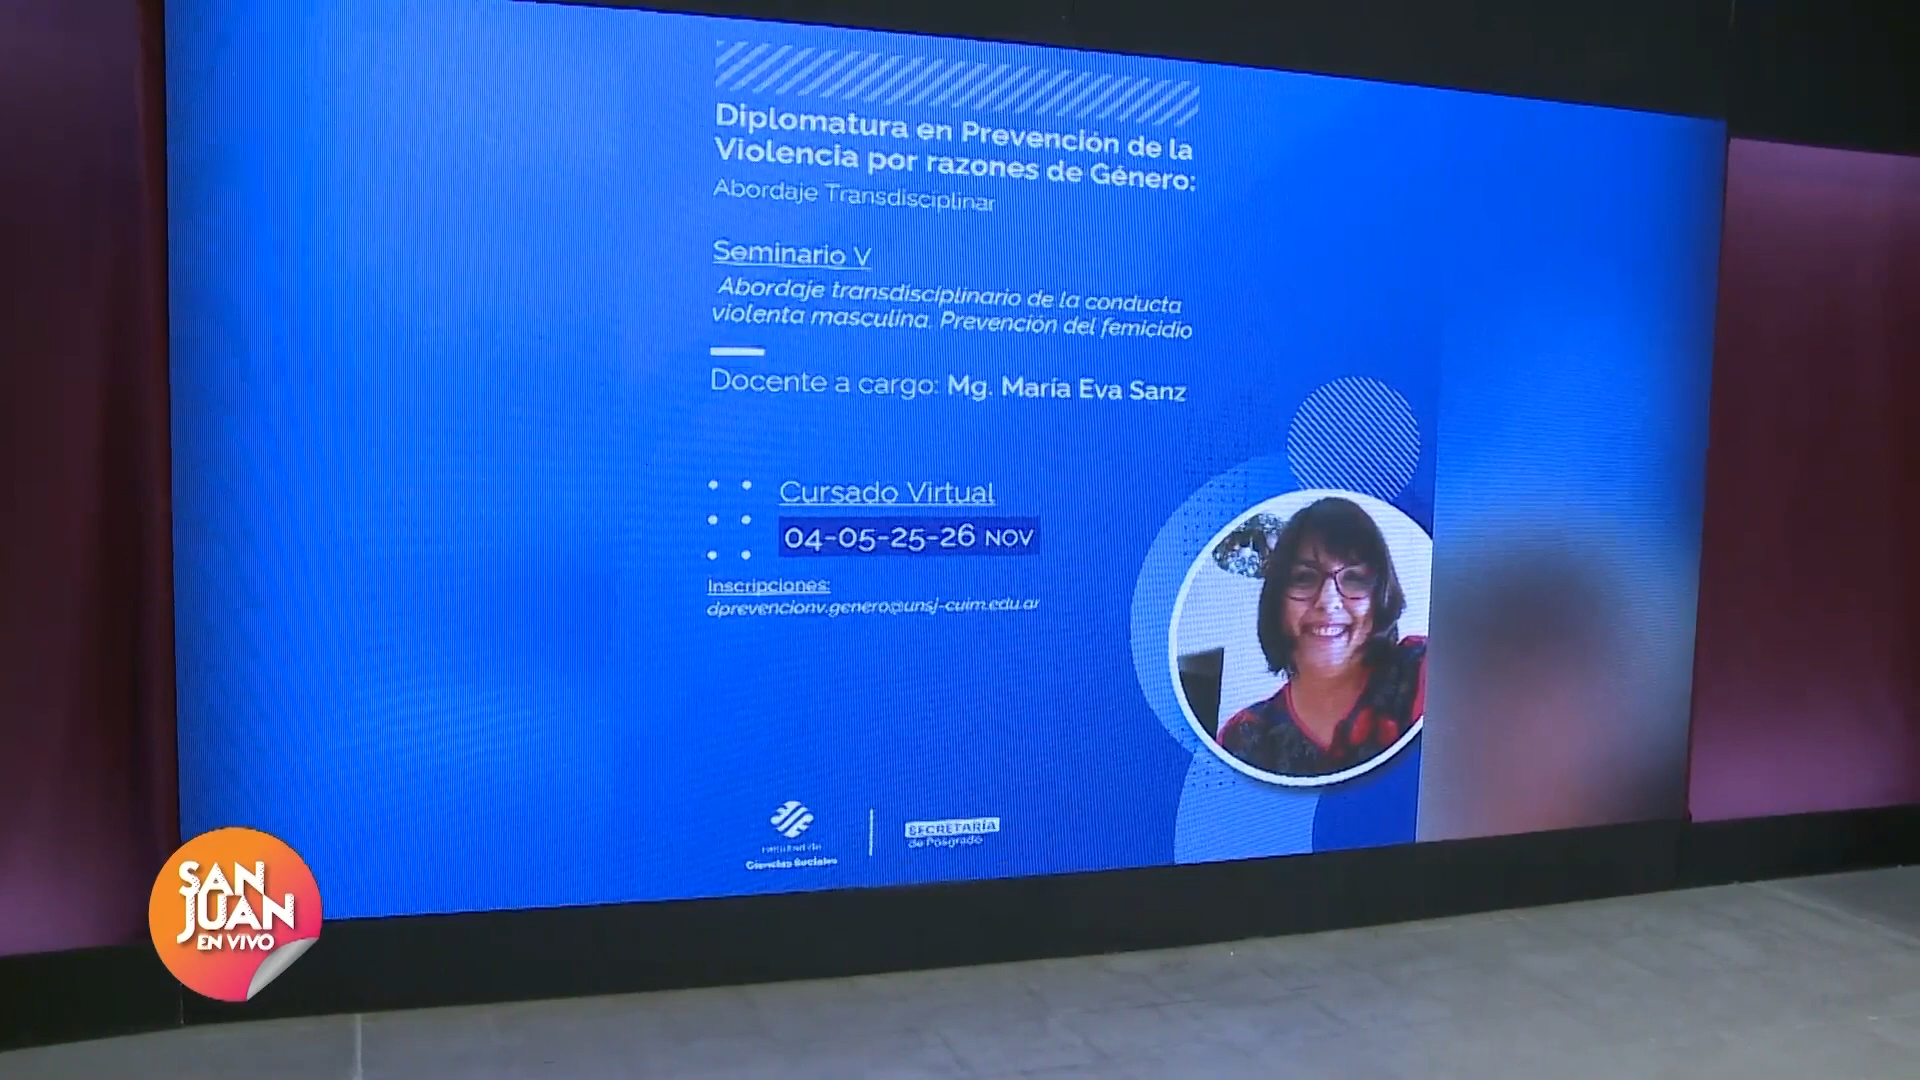 Diplomatura en Prevención de la
Violencia por razones de Género:
Abordaje Transdisciplinar
Seminario V
Abordaje transdisciplinario de la conducta
violenta masculina. Prevención del femicidio
Docente a cargo: Mg. María Eva Sanz
Cursado Virtual
04-05-25-26 NOV
Inscripciones:
dprevencionv.genero@unsj-cuim.edu.ar
Ciencias Sociales
SECRETARÍA
de Posgrado
SAN
JUAN
EN VIVO